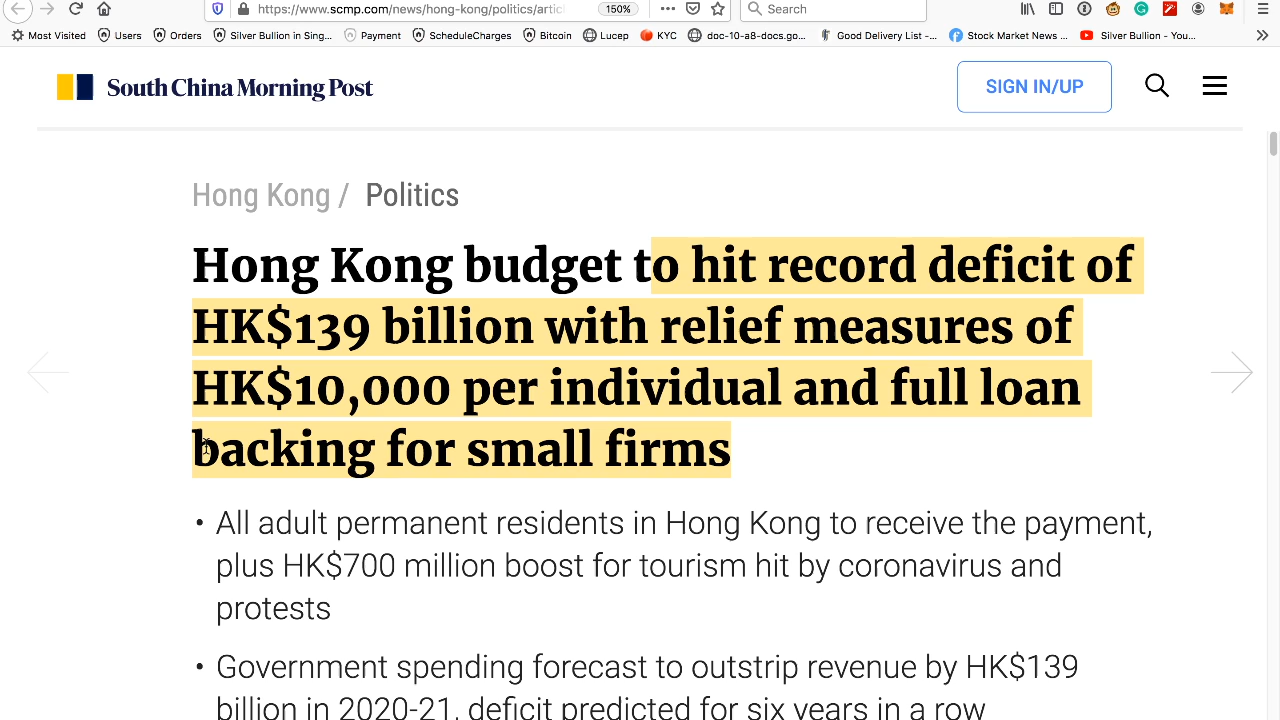 https://www.scmp.com/news/hong-kong/politics/artic
150%
Search
Most Visited
Users
Orders
Silver Bullion in Sing...
Payment
ScheduleCharges
Bitcoin
Lucep
KYC
doc-10-a8-docs.go...
Good Delivery List -...
Stock Market News ...
Silver Bullion - You...
South China Morning Post
SIGN IN/UP
Hong Kong / Politics
Hong Kong budget to hit record deficit of
HK$139 billion with relief measures of
HK$10,000 per individual and full loan
backing for small firms
• All adult permanent residents in Hong Kong to receive the payment,
plus HK$700 million boost for tourism hit by coronavirus and
protests
• Government spending forecast to outstrip revenue by HK$139
billion in 2020-21, deficit predicted for six years in a row